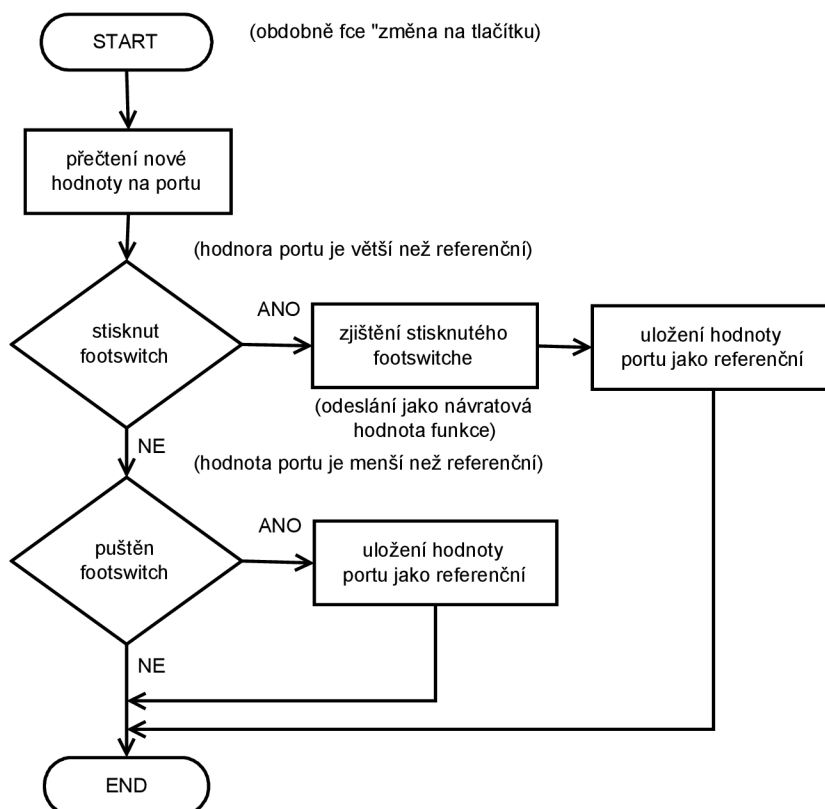 START
(obdobně fce "změna na tlačítku)
přečtení nové
hodnoty na portu
(hodnora portu je větší než referenční)
stisknut
footswitch
ANO
zjištění stisknutého
footswitche
uložení hodnoty
portu jako referenční
(odeslání jako návratová
hodnota funkce)
NE
(hodnota portu je menší než referenční)
puštěn
footswitch
ANO
uložení hodnoty
portu jako referenční
NE
END